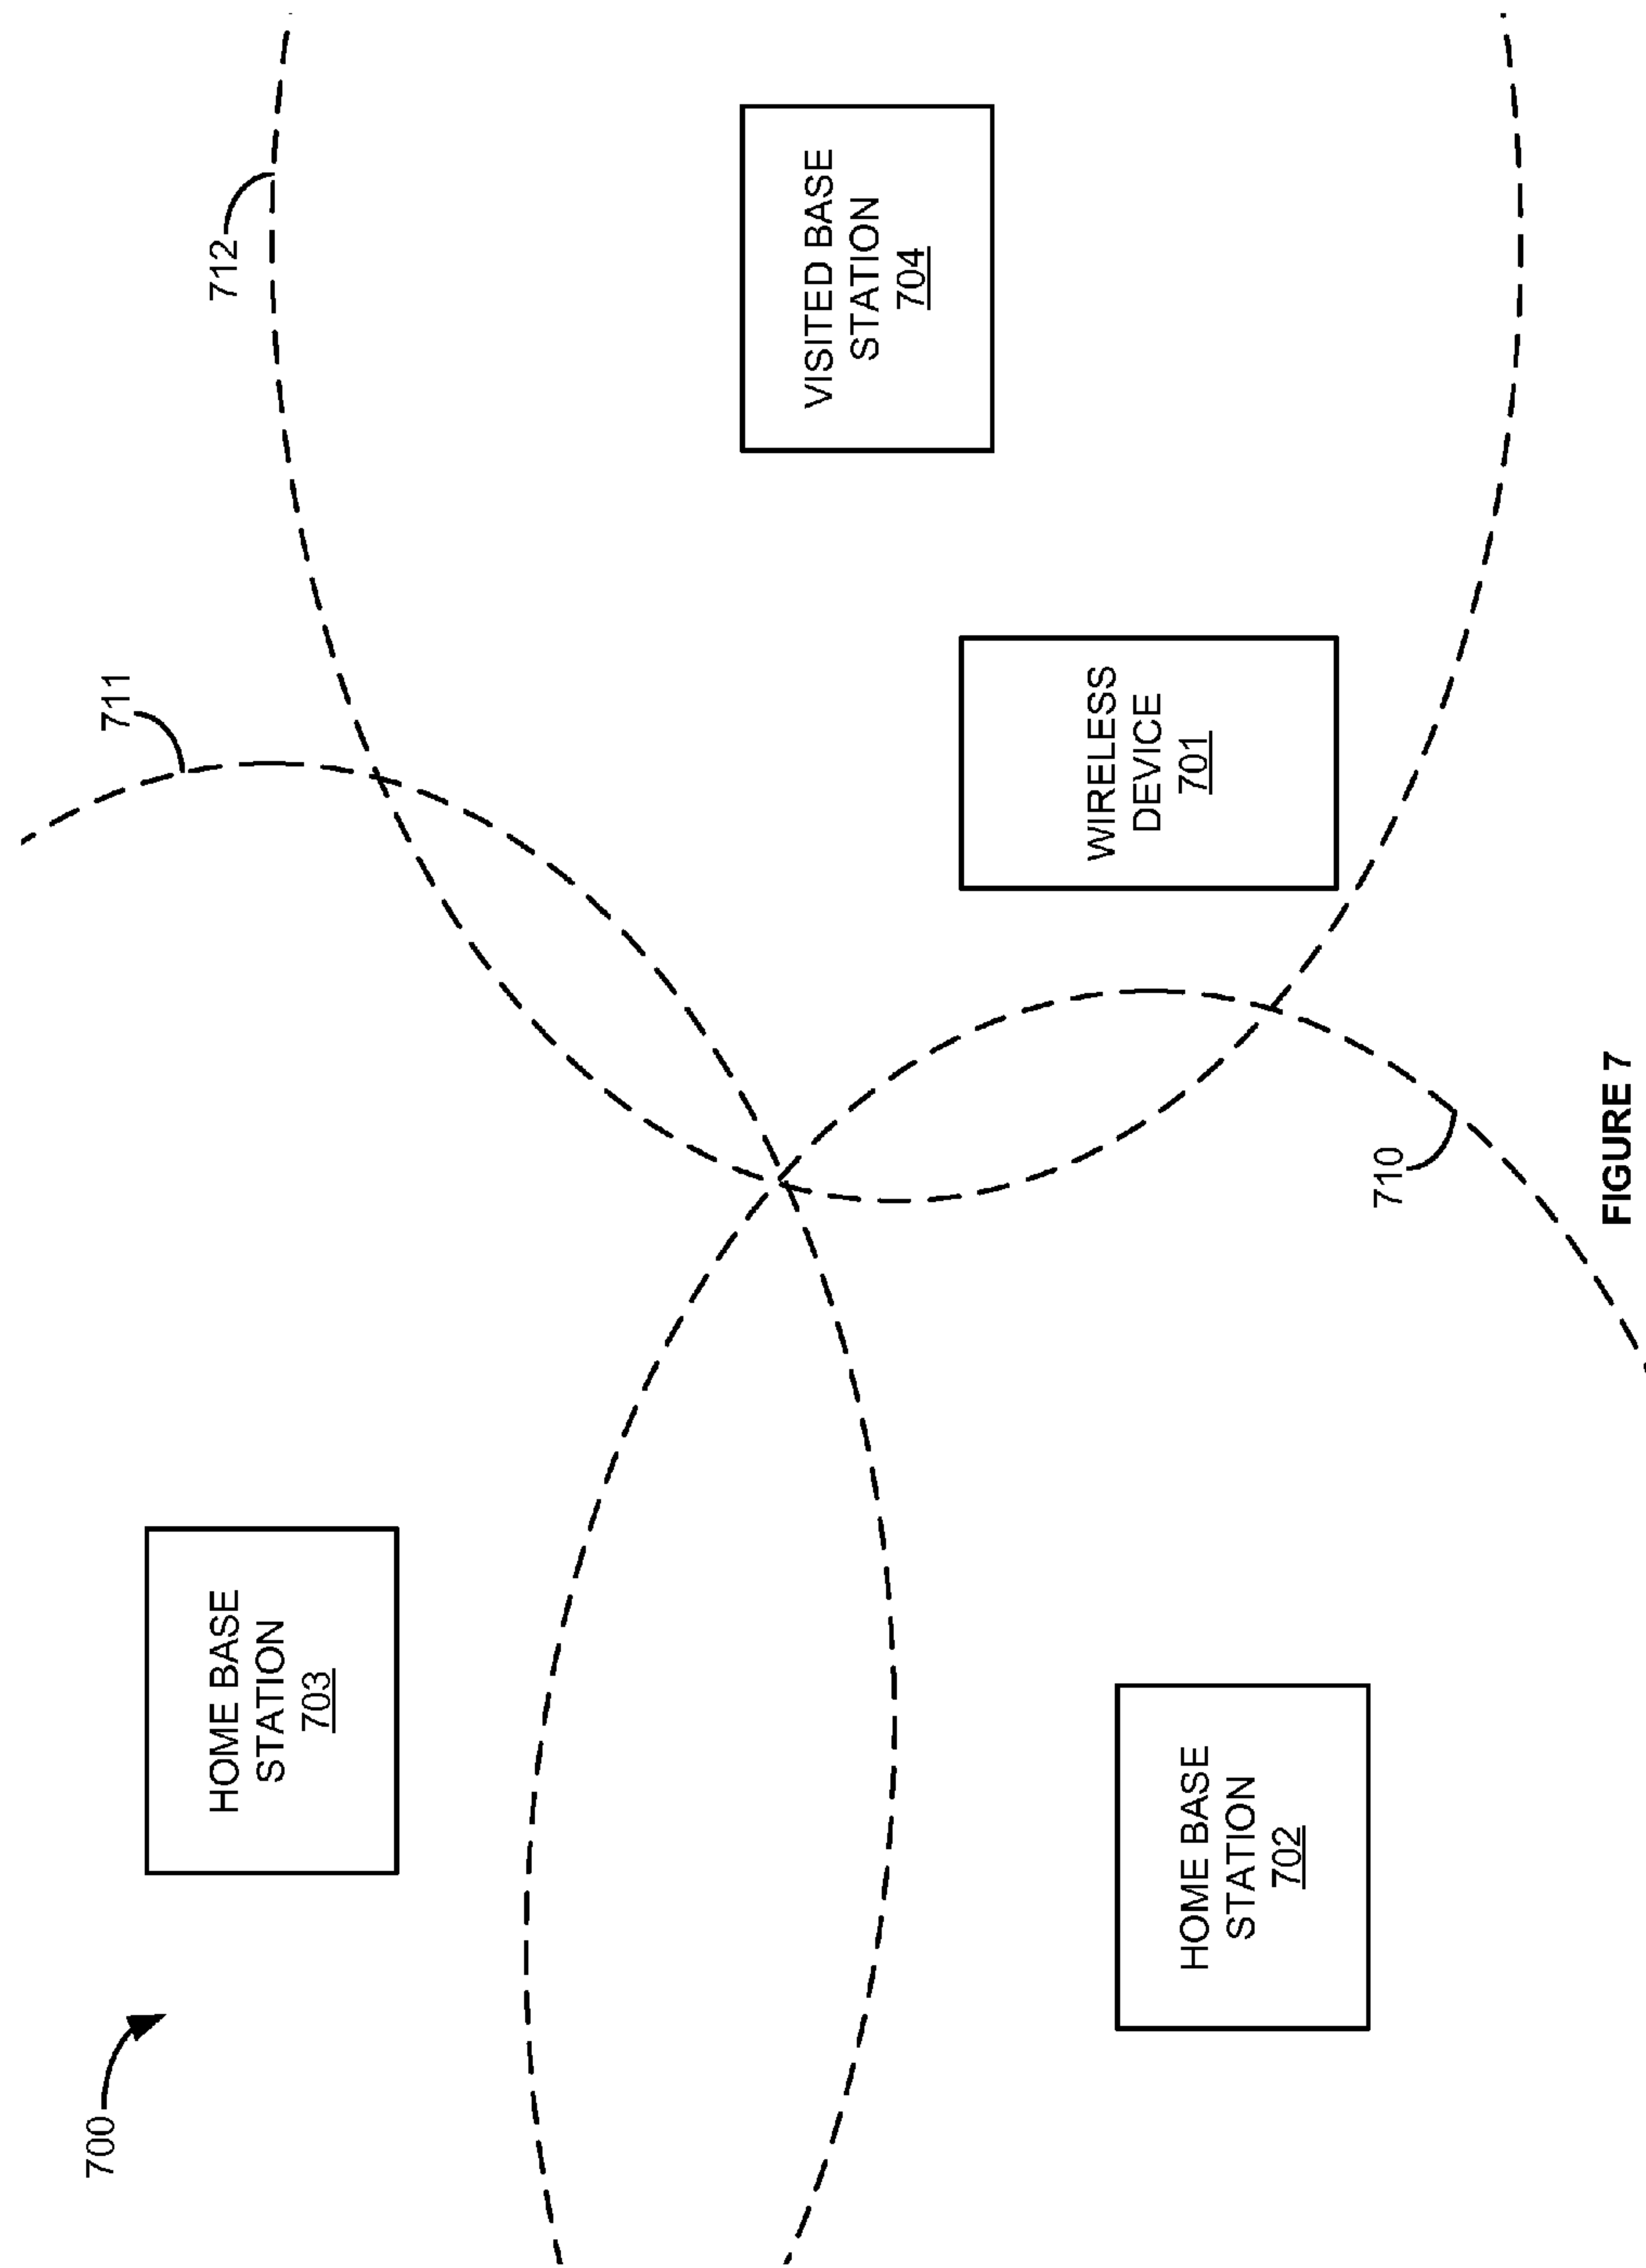 700
HOME BASE
STATION
703
711
712
VISITED BASE
STATION
704
WIRELESS
DEVICE
701
HOME BASE
STATION
702
710
FIGURE 7